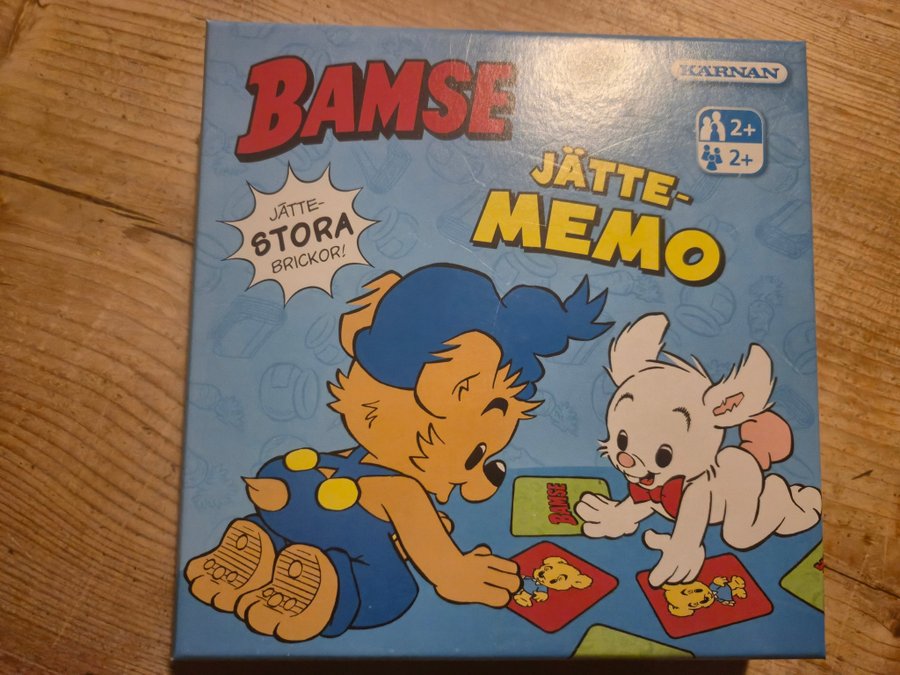 BAMSE
KÄRNAN
2+
2+
JÄTTE-
MEMO
JÄTTE-
STORA
BRICKOR!
BAMSE